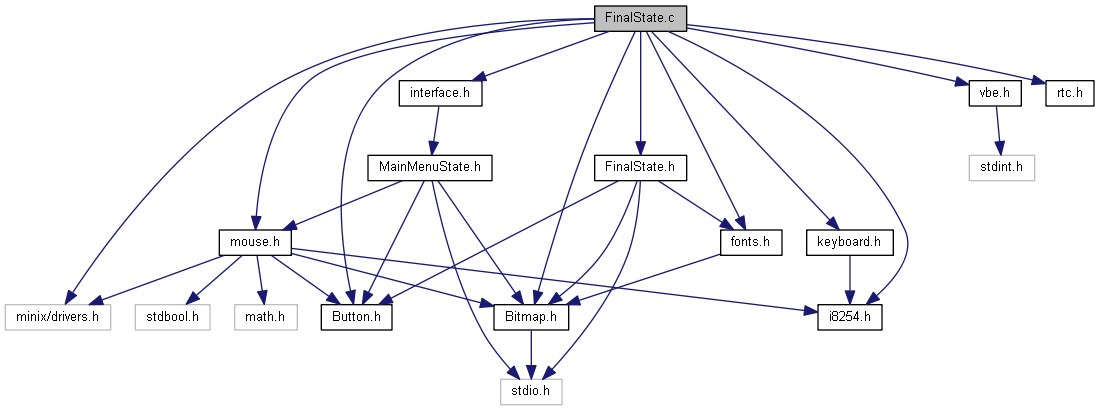 FinalState.c
interface.h
vbe.h
rtc.h
MainMenuState.h
FinalState.h
stdint.h
mouse.h
fonts.h
keyboard.h
minix/drivers.h
stdbool.h
math.h
Button.h
Bitmap.h
i8254.h
stdio.h